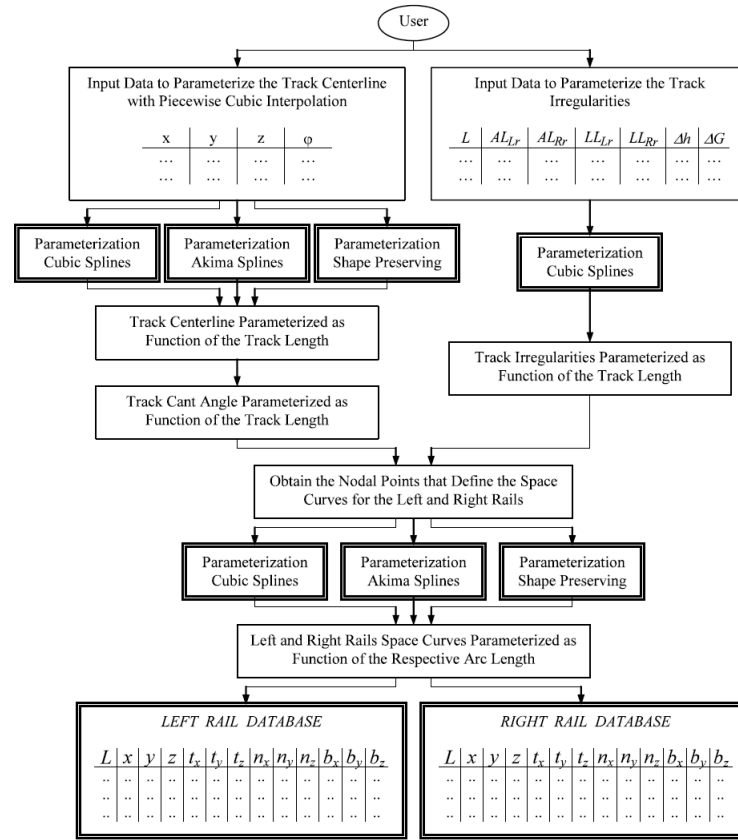 User
Input Data to Parameterize the Track Centerline
with Piecewise Cubic Interpolation
x y z φ
... ... ... ...
... ... ... ...
Input Data to Parameterize the Track
Irregularities
L AL_Lr AL_Rr LL_Lr LL_Rr Δh ΔG
... ... ... ... ... ... ...
... ... ... ... ... ... ...
Parameterization
Cubic Splines
Parameterization
Akima Splines
Parameterization
Shape Preserving
Parameterization
Cubic Splines
Track Centerline Parameterized as
Function of the Track Length
Track Irregularities Parameterized as
Function of the Track Length
Track Cant Angle Parameterized as
Function of the Track Length
Obtain the Nodal Points that Define the Space
Curves for the Left and Right Rails
Parameterization
Cubic Splines
Parameterization
Akima Splines
Parameterization
Shape Preserving
Left and Right Rails Space Curves Parameterized as
Function of the Respective Arc Length
LEFT RAIL DATABASE
L x y z t_x t_y t_z n_x n_y n_z b_x b_y b_z
.. .. .. .. .. .. .. .. .. .. .. .. ..
.. .. .. .. .. .. .. .. .. .. .. .. ..
.. .. .. .. .. .. .. .. .. .. .. .. ..
RIGHT RAIL DATABASE
L x y z t_x t_y t_z n_x n_y n_z b_x b_y b_z
.. .. .. .. .. .. .. .. .. .. .. .. ..
.. .. .. .. .. .. .. .. .. .. .. .. ..
.. .. .. .. .. .. .. .. .. .. .. .. ..